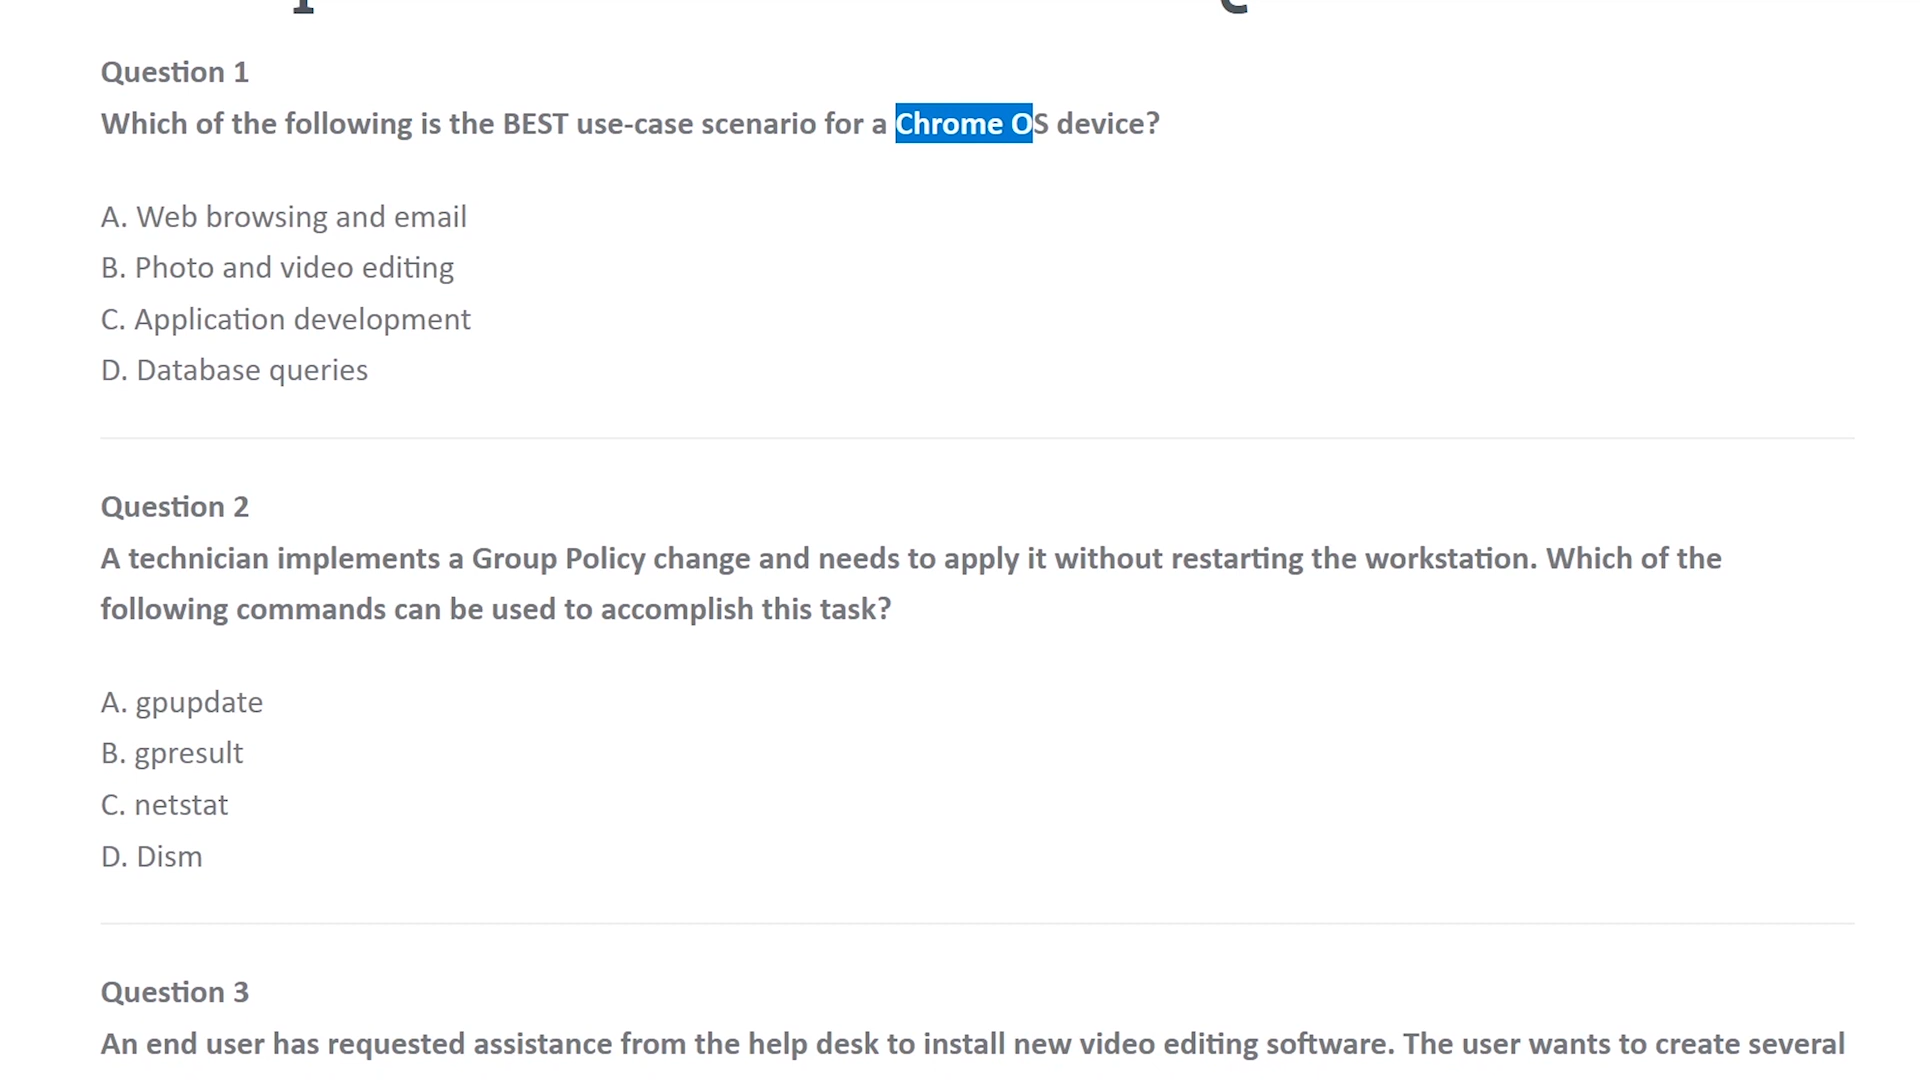 Question 1
Which of the following is the BEST use-case scenario for a Chrome OS device?
A. Web browsing and email
B. Photo and video editing
C. Application development
D. Database queries
Question 2
A technician implements a Group Policy change and needs to apply it without restarting the workstation. Which of the
following commands can be used to accomplish this task?
A. gpupdate
B. gpresult
C. netstat
D. Dism
Question 3
An end user has requested assistance from the help desk to install new video editing software. The user wants to create several